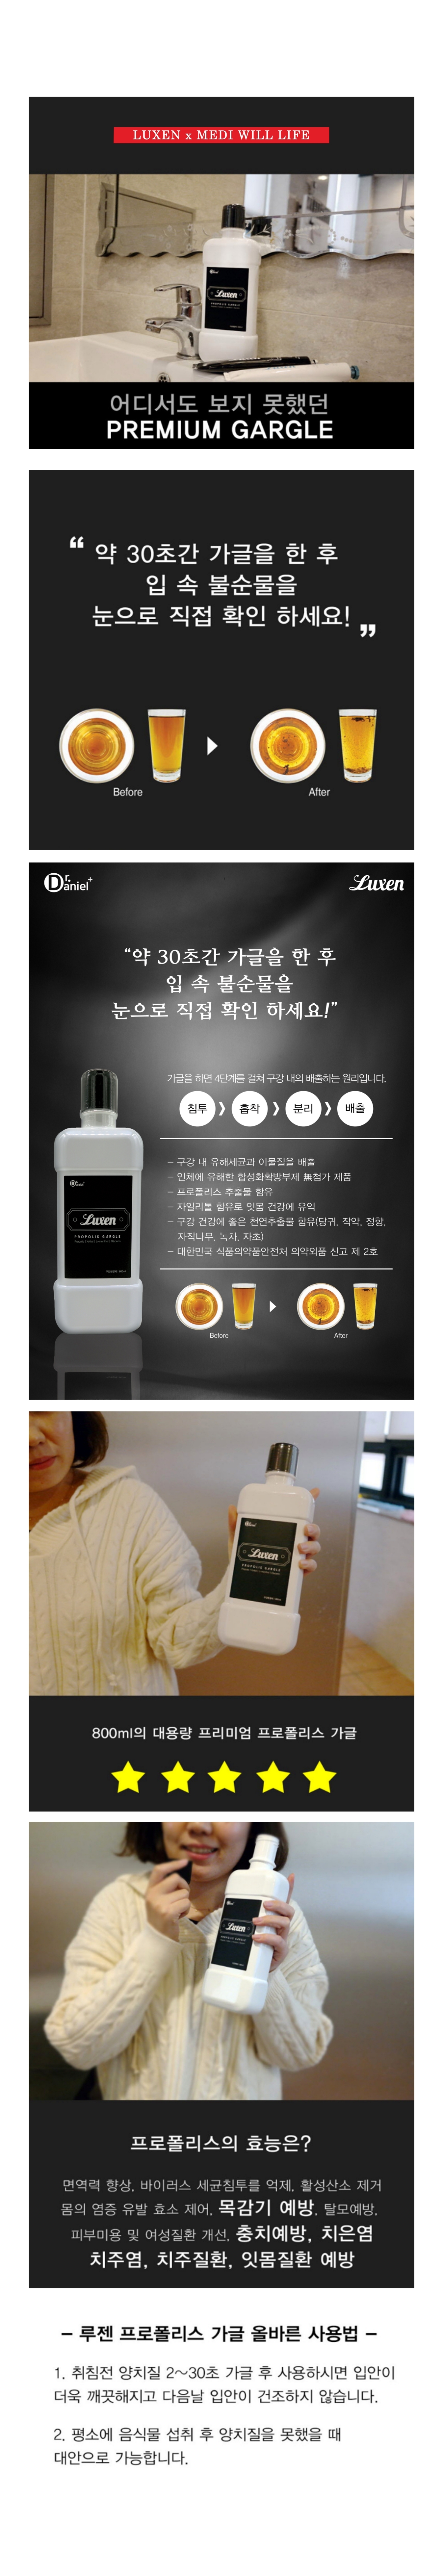 LUXEN x MEDI WILL LIFE
Luxen
PROPOLIS GARGLE
어디서도 보지 못했던
PREMIUM GARGLE
“ 약 30초간 가글을 한 후
입 속 불순물을
눈으로 직접 확인 하세요! ”
Before
After
Dr.Daniel+
Luxen
“약 30초간 가글을 한 후
입 속 불순물을
눈으로 직접 확인 하세요!”
가글을 하면 4단계를 걸쳐 구강 내의 배출하는 원리입니다.
침투 》 흡착 》 분리 》 배출
- 구강 내 유해세균과 이물질을 배출
- 인체에 유해한 합성화학방부제 無첨가 제품
- 프로폴리스 추출물 함유
- 자일리톨 함유로 잇몸 건강에 유익
- 구강 건강에 좋은 천연추출물 함유(당귀, 작약, 정향,
자작나무, 녹차, 자초)
- 대한민국 식품의약품안전처 의약외품 신고 제 2호
Luxen
PROPOLIS GARGLE
Before
After
Luxen
PROPOLIS GARGLE
800ml의 대용량 프리미엄 프로폴리스 가글
Luxen
PROPOLIS GARGLE
프로폴리스의 효능은?
면역력 향상, 바이러스 세균침투를 억제, 활성산소 제거
몸의 염증 유발 효소 제어, 목감기 예방, 탈모예방,
피부미용 및 여성질환 개선, 충치예방, 치은염
치주염, 치주질환, 잇몸질환 예방
- 루젠 프로폴리스 가글 올바른 사용법 -
1. 취침전 양치질 2~30초 가글 후 사용하시면 입안이
더욱 깨끗해지고 다음날 입안이 건조하지 않습니다.
2. 평소에 음식물 섭취 후 양치질을 못했을 때
대안으로 가능합니다.